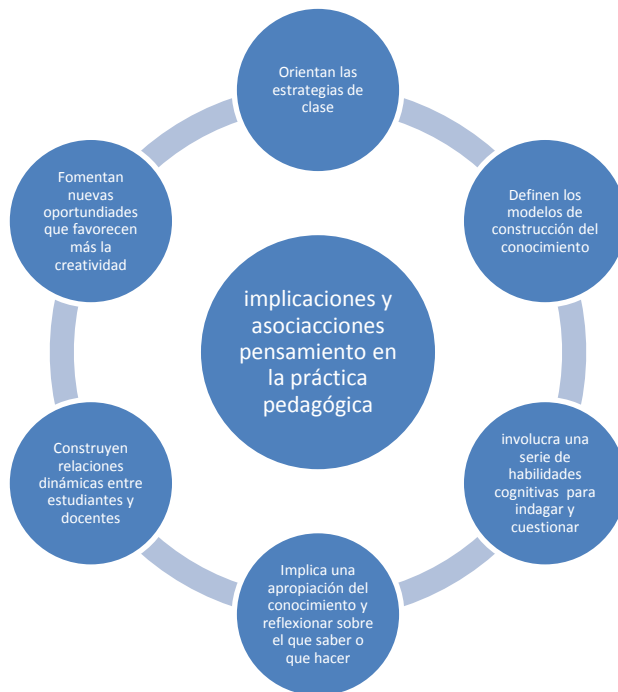 Orientan las
estrategias de
clase
Definen los
modelos de
construcción del
conocimiento
involucra una
serie de
habilidades
cognitivas para
indagar y
cuestionar
Implica una
apropiación del
conocimiento y
reflexionar sobre
el que saber o
que hacer
Construyen
relaciones
dinámicas entre
estudiantes y
docentes
Fomentan
nuevas
oportundiades
que favorecen
más la
creatividad
implicaciones y
asociacciones
pensamiento en
la práctica
pedagógica